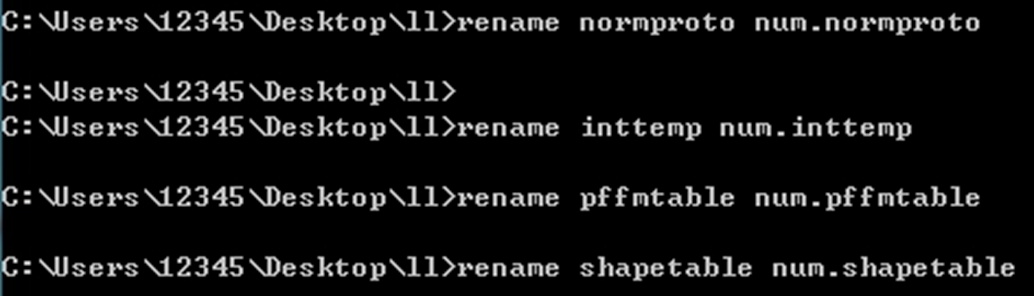 C:\Users\12345\Desktop\ll>rename normproto num.normproto
C:\Users\12345\Desktop\ll>
C:\Users\12345\Desktop\ll>rename inttemp num.inttemp
C:\Users\12345\Desktop\ll>rename pffmtable num.pffmtable
C:\Users\12345\Desktop\ll>rename shapetable num.shapetable